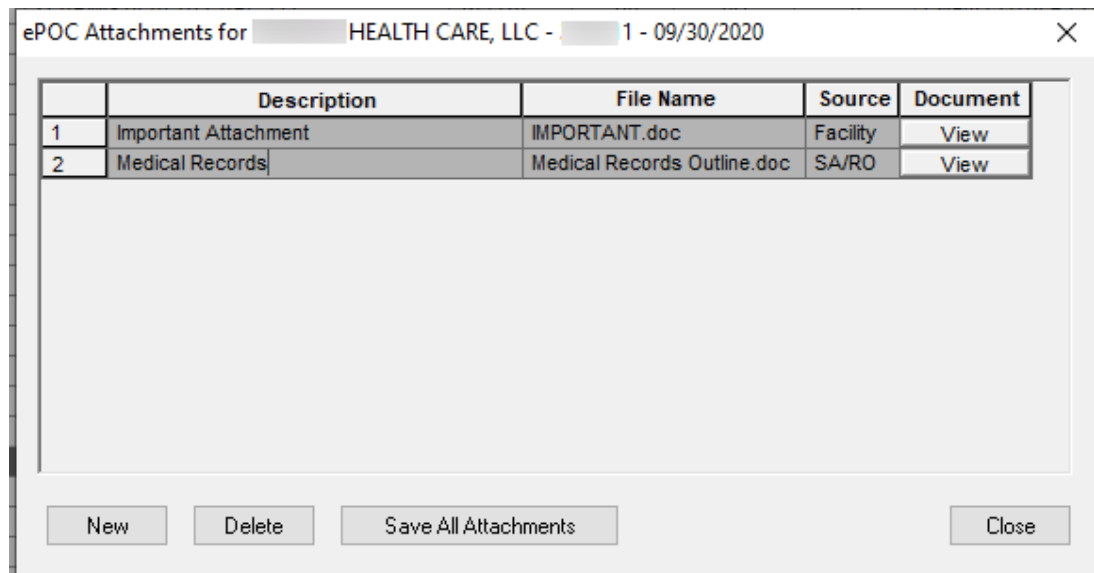 ePOC Attachments for HEALTH CARE, LLC - 1 - 09/30/2020
Description File Name Source Document
1 Important Attachment IMPORTANT.doc Facility View
2 Medical Records Medical Records Outline.doc SA/RO View
New Delete Save All Attachments Close